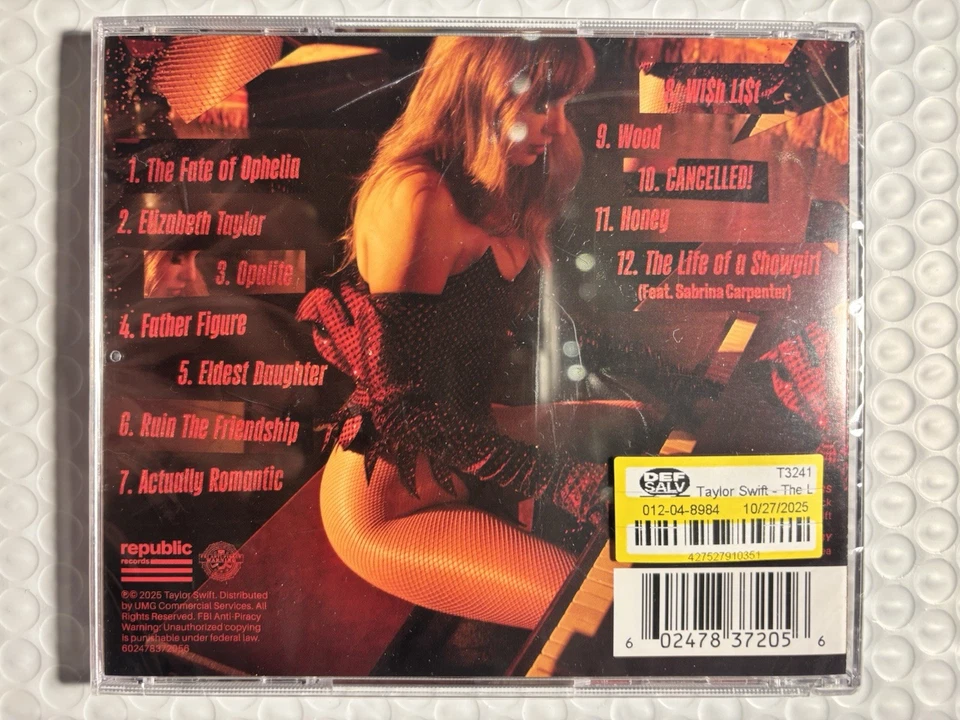 1. The Fate of Ophelia
2. Elizabeth Taylor
3. Opalite
4. Father Figure
5. Eldest Daughter
6. Ruin The Friendship
7. Actually Romantic
8. Wi$h Li$t
9. Wood
10. CANCELLED!
11. Honey
12. The Life of a Showgirl
(Feat. Sabrina Carpenter)
republic
records
℗© 2025 Taylor Swift. Distributed
by UMG Commercial Services. All
Rights Reserved. FBI Anti-Piracy
Warning: Unauthorized copying
is punishable under federal law.
602478372056
DEF
SALV
T3241
Taylor Swift - The L
012-04-8984 10/27/2025
427527910351
6 02478 37205 6